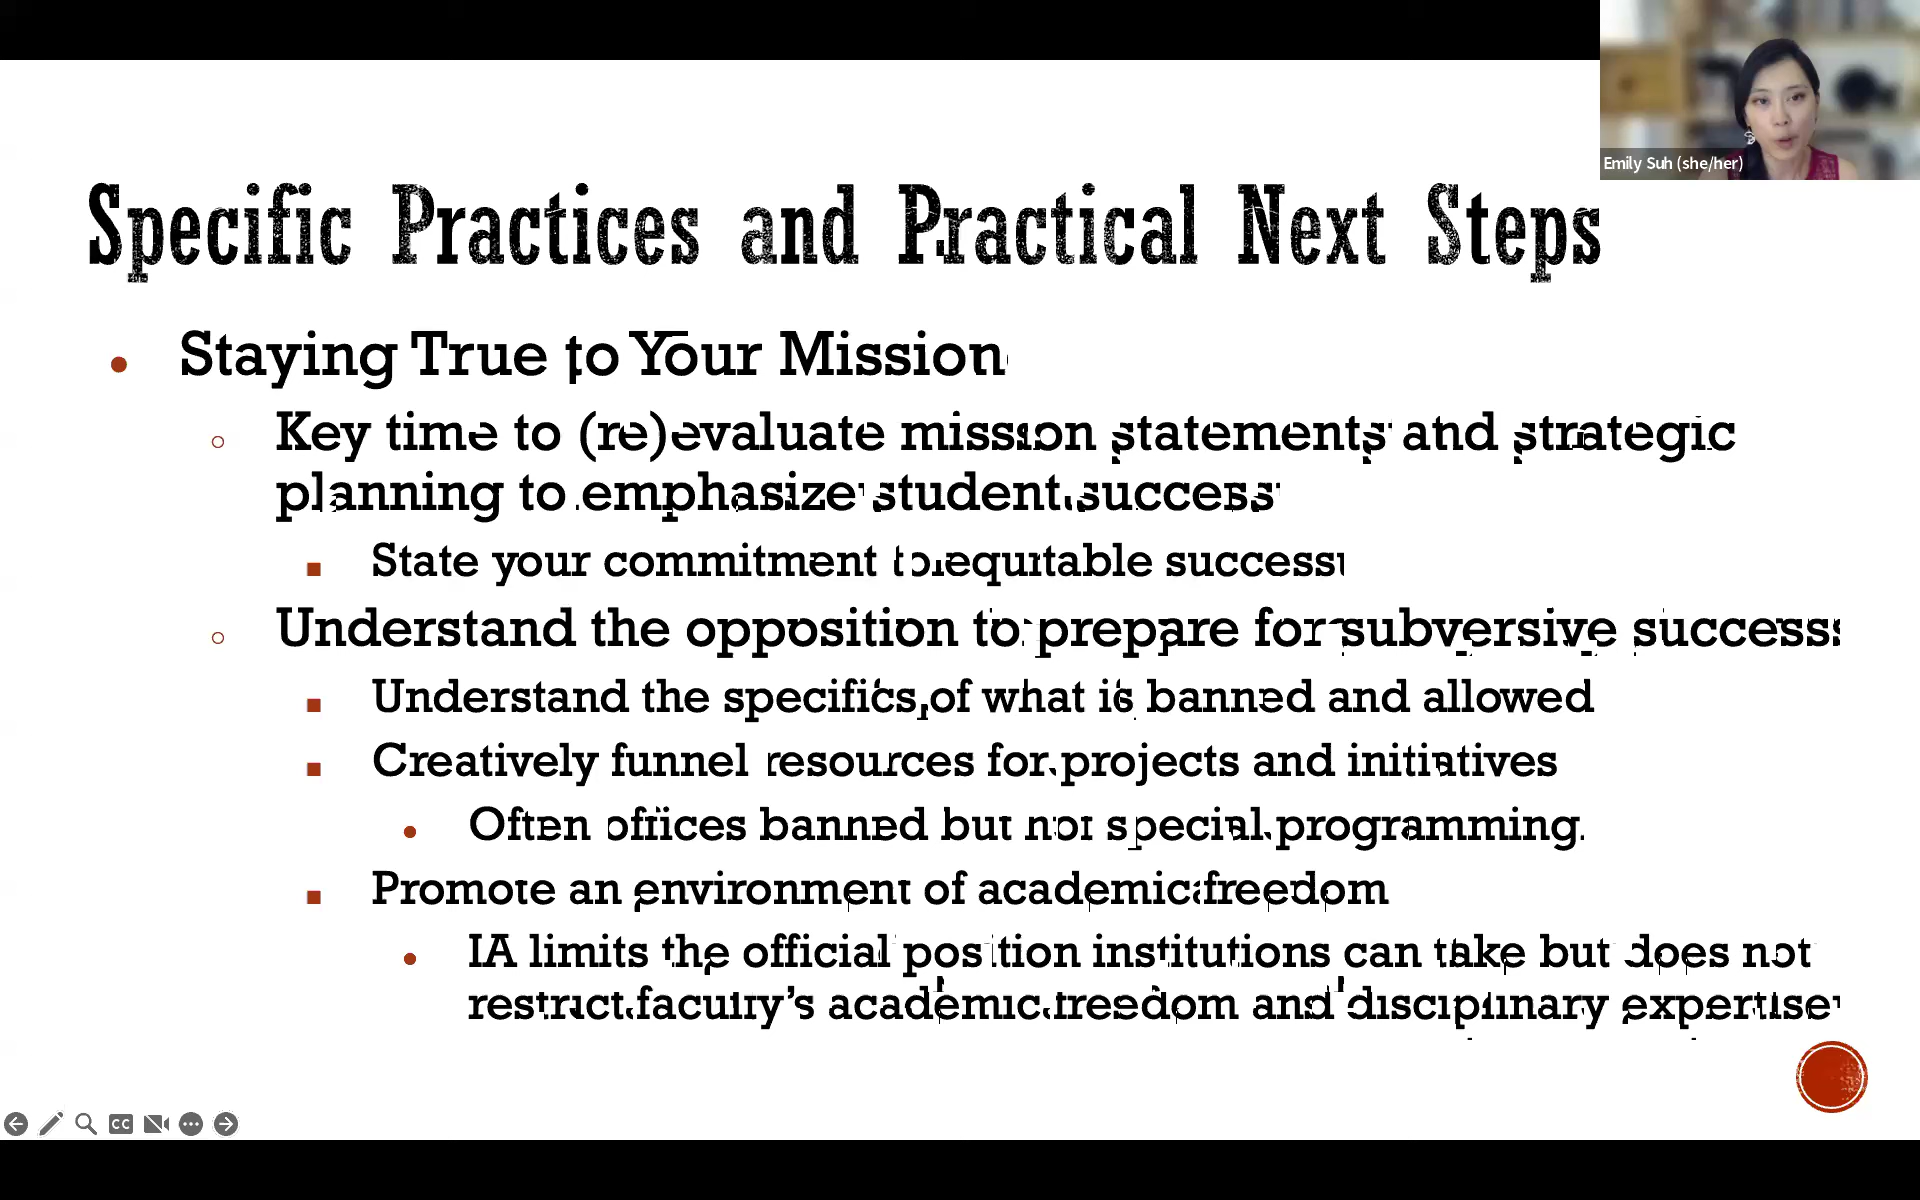 Emily Suh (she/her)
Specific Practices and Practical Next Steps
Staying True to Your Mission
Key time to (re)evaluate mission statements and strategic
planning to emphasize student success
State your commitment to equitable success
Understand the opposition to prepare for subversive success
Understand the specifics of what is banned and allowed
Creatively funnel resources for projects and initiatives
Often offices banned but not special programming
Promote an environment of academic freedom
IA limits the official position institutions can take but does not
restrict faculty’s academic freedom and disciplinary expertise
CC